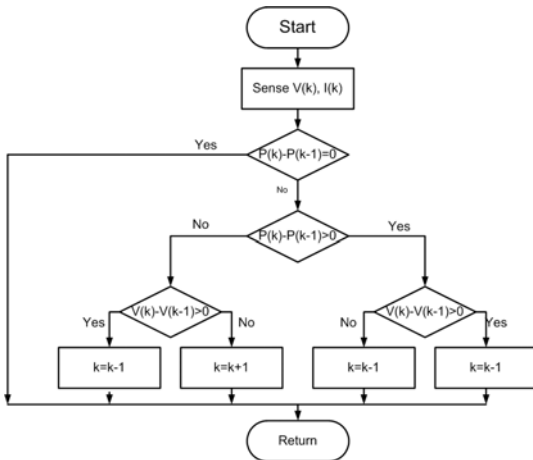 Start
Sense V(k), I(k)
Yes
P(k)-P(k-1)=0
No
No
P(k)-P(k-1)>0
Yes
V(k)-V(k-1)>0
V(k)-V(k-1)>0
Yes
No
No
Yes
k=k-1
k=k+1
k=k-1
k=k-1
Return